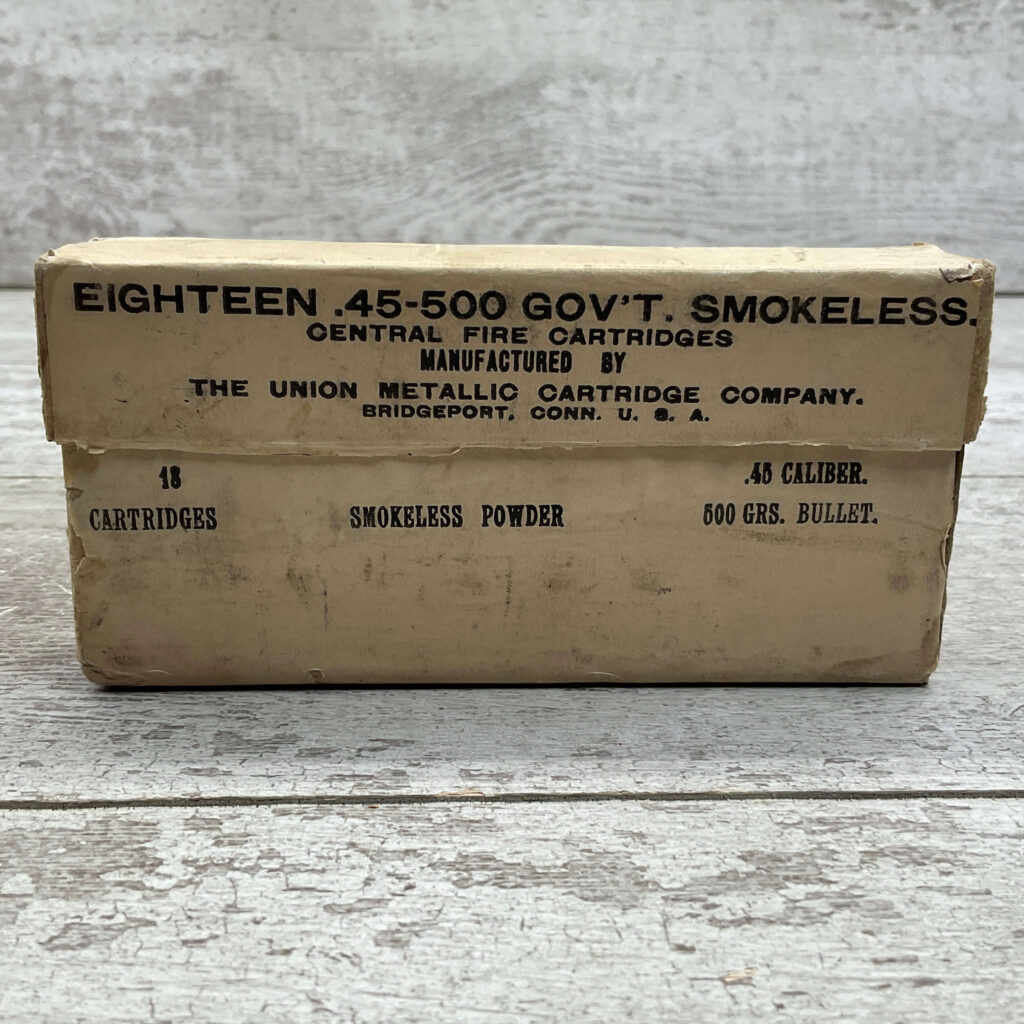 EIGHTEEN .45-500 GOV'T. SMOKELESS.
CENTRAL FIRE CARTRIDGES
MANUFACTURED BY
THE UNION METALLIC CARTRIDGE COMPANY.
BRIDGEPORT, CONN. U. S. A.
18
CARTRIDGES
SMOKELESS POWDER
.45 CALIBER.
500 GRS. BULLET.